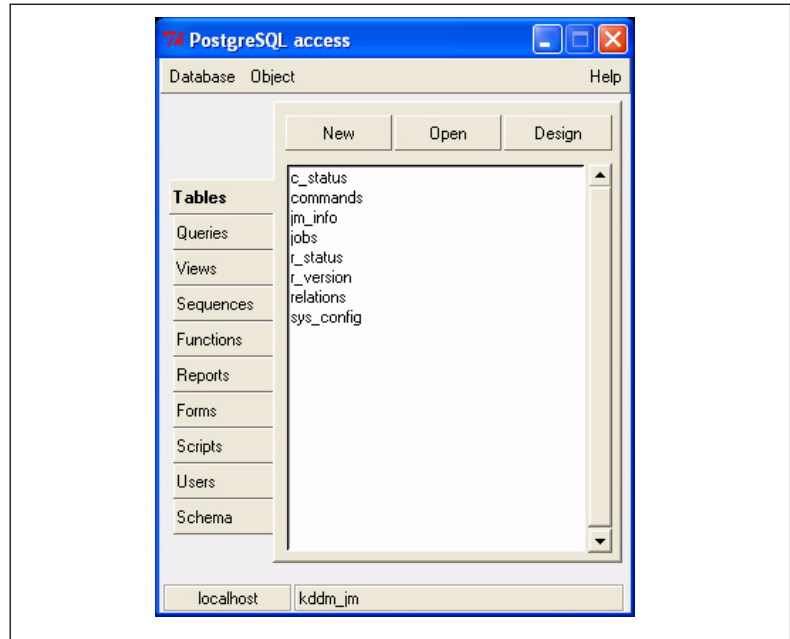 PostgreSQL access
Database Object Help
New Open Design
Tables
Queries
Views
Sequences
Functions
Reports
Forms
Scripts
Users
Schema
c_status
commands
jm_info
jobs
r_status
r_version
relations
sys_config
localhost kddm_jm